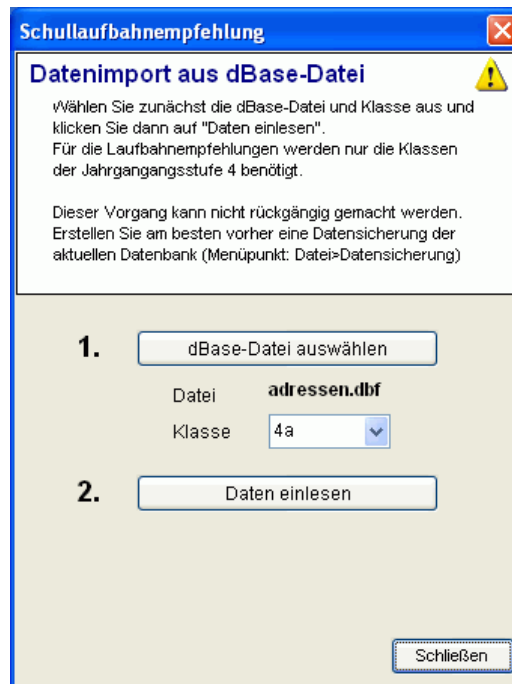 Schullaufbahnempfehlung
Datenimport aus dBase-Datei
Wählen Sie zunächst die dBase-Datei und Klasse aus und
klicken Sie dann auf "Daten einlesen".
Für die Laufbahnempfehlungen werden nur die Klassen
der Jahrgangangsstufe 4 benötigt.
Dieser Vorgang kann nicht rückgängig gemacht werden.
Erstellen Sie am besten vorher eine Datensicherung der
aktuellen Datenbank (Menüpunkt: Datei>Datensicherung)
1. dBase-Datei auswählen
Datei adressen.dbf
Klasse 4a
2. Daten einlesen
Schließen